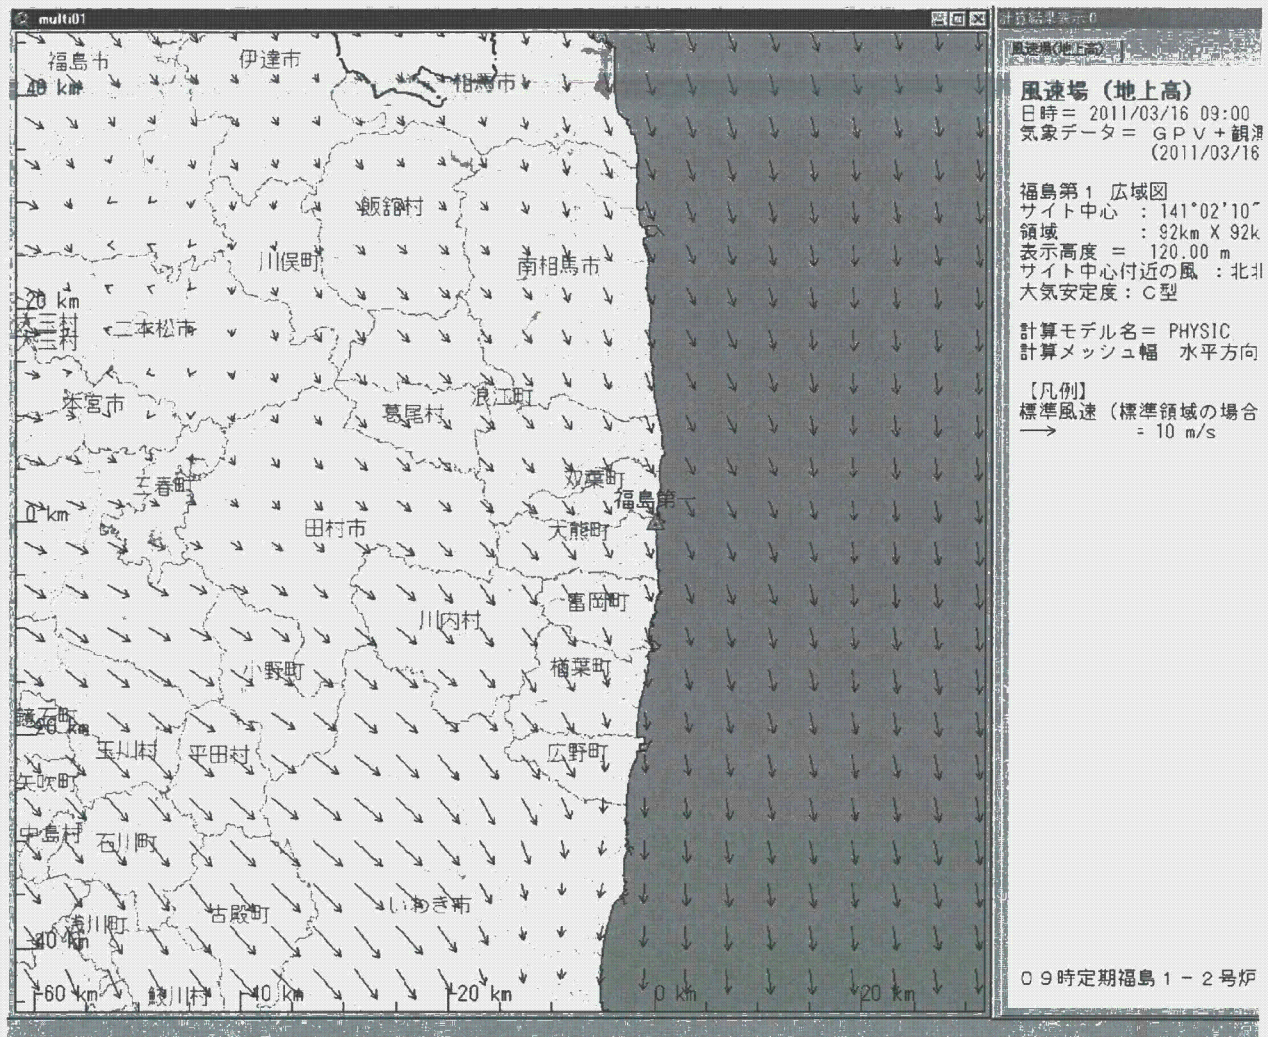 multi01
計算結果表示
風速場(地上高)
福島市
伊達市
相馬市
40 km
飯舘村
川俣町
南相馬市
20 km
大玉村
大玉村
二本松市
本宮市
浪江町
葛尾村
三春町
双葉町
福島第一
0 km
田村市
大熊町
富岡町
川内村
小野町
楢葉町
鏡石町
-20 km
玉川村
平田村
広野町
矢吹町
中島村
石川町
いわき市
古殿町
浅川町
-40 km
-60 km
鮫川村
-40 km
-20 km
0 km
20 km
風速場(地上高)
日時= 2011/03/16 09:00
気象データ= GPV+観測
(2011/03/16
福島第1 広域図
サイト中心 : 141°02'10"
領域 : 92km X 92k
表示高度 = 120.00 m
サイト中心付近の風 : 北北
大気安定度: C型
計算モデル名= PHYSIC
計算メッシュ幅 水平方向
【凡例】
標準風速(標準領域の場合
= 10 m/s
09時定期福島1-2号炉